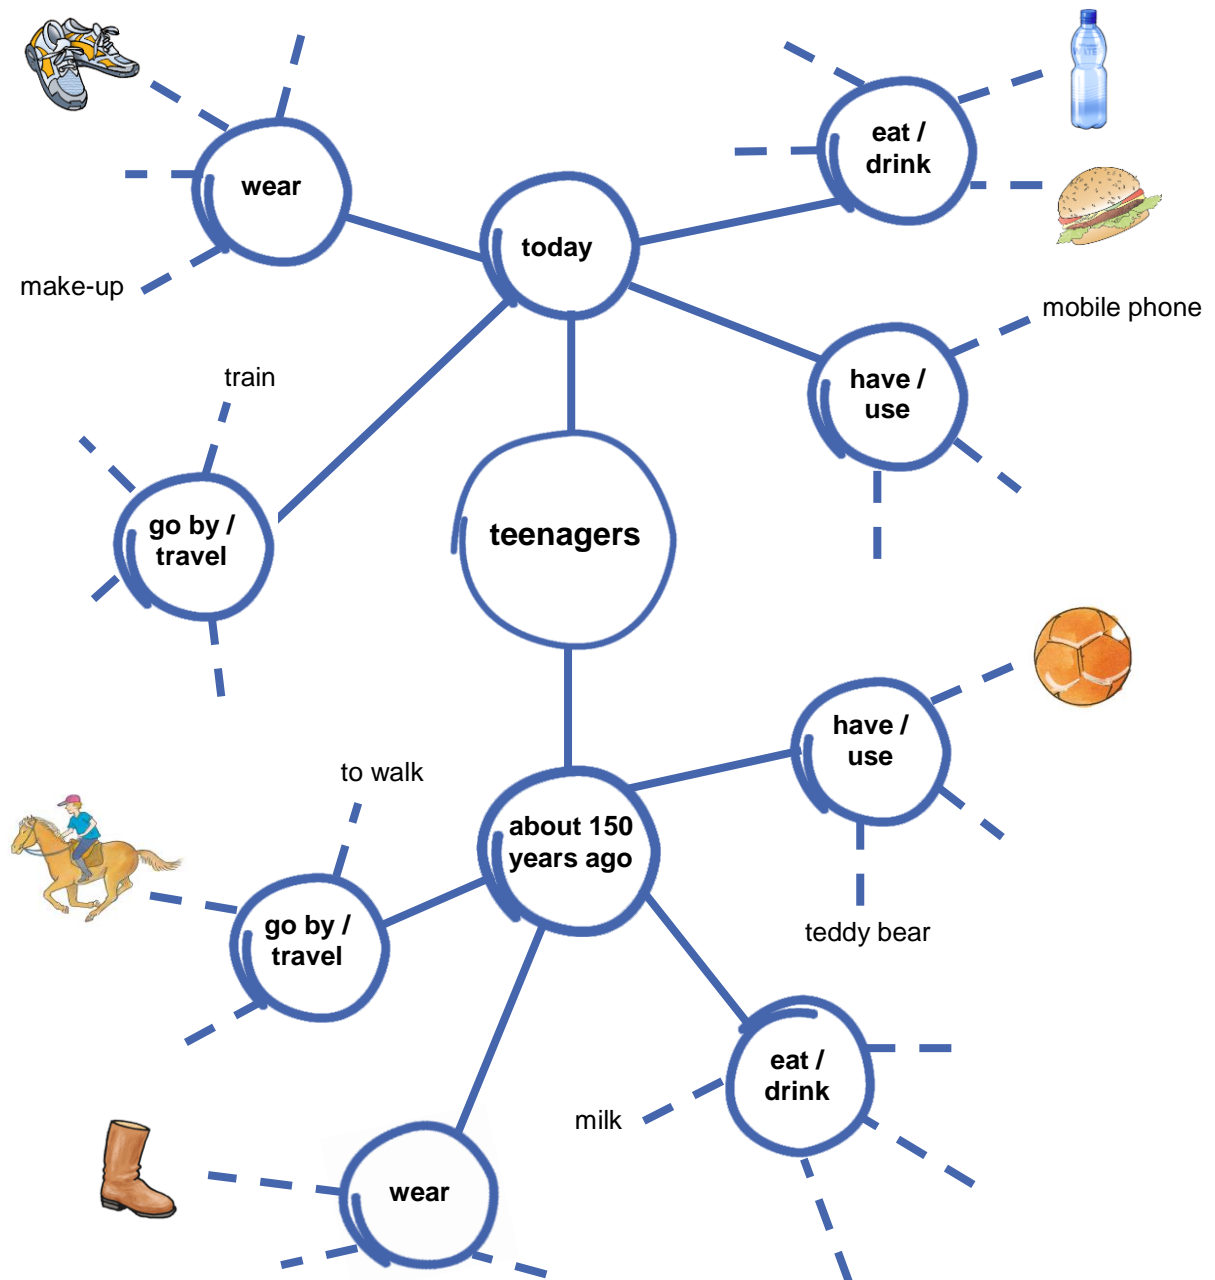 eat /
drink
wear
today
make-up
mobile phone
train
have /
use
go by /
travel
teenagers
have /
use
to walk
about 150
years ago
go by /
travel
teddy bear
eat /
drink
milk
wear